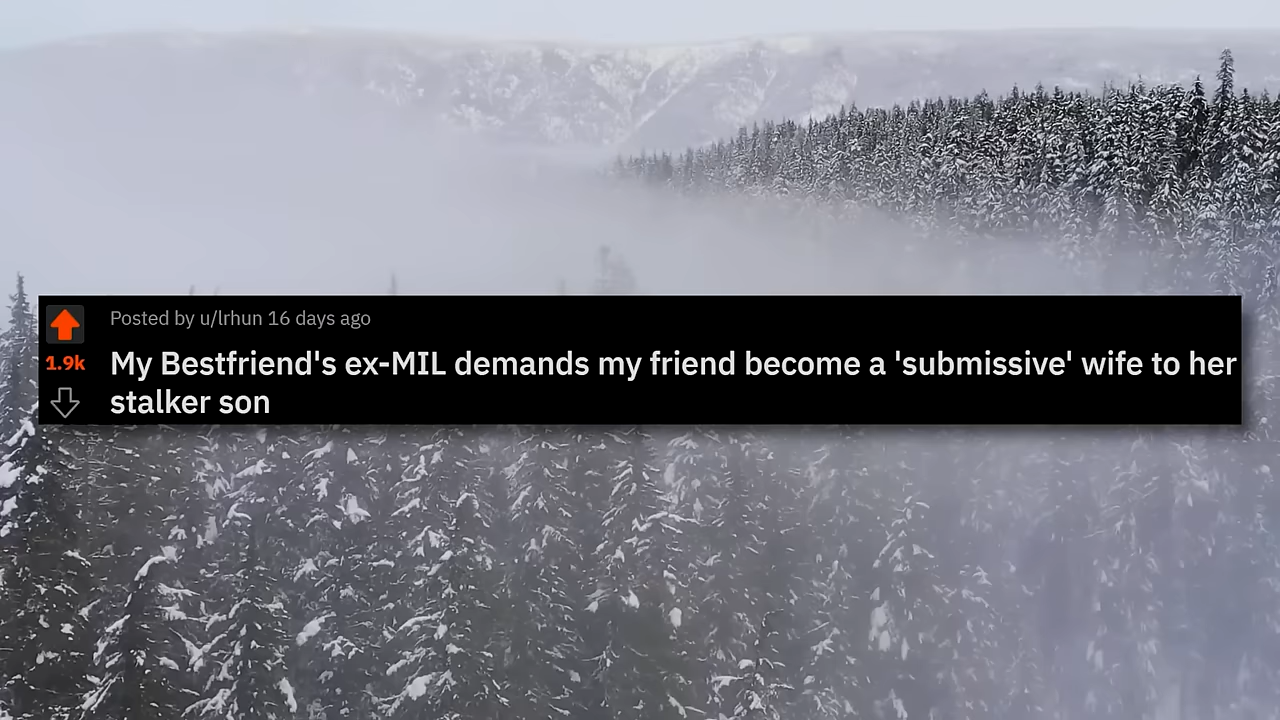 Posted by u/lrhun 16 days ago
1.9k
My Bestfriend's ex-MIL demands my friend become a 'submissive' wife to her
stalker son